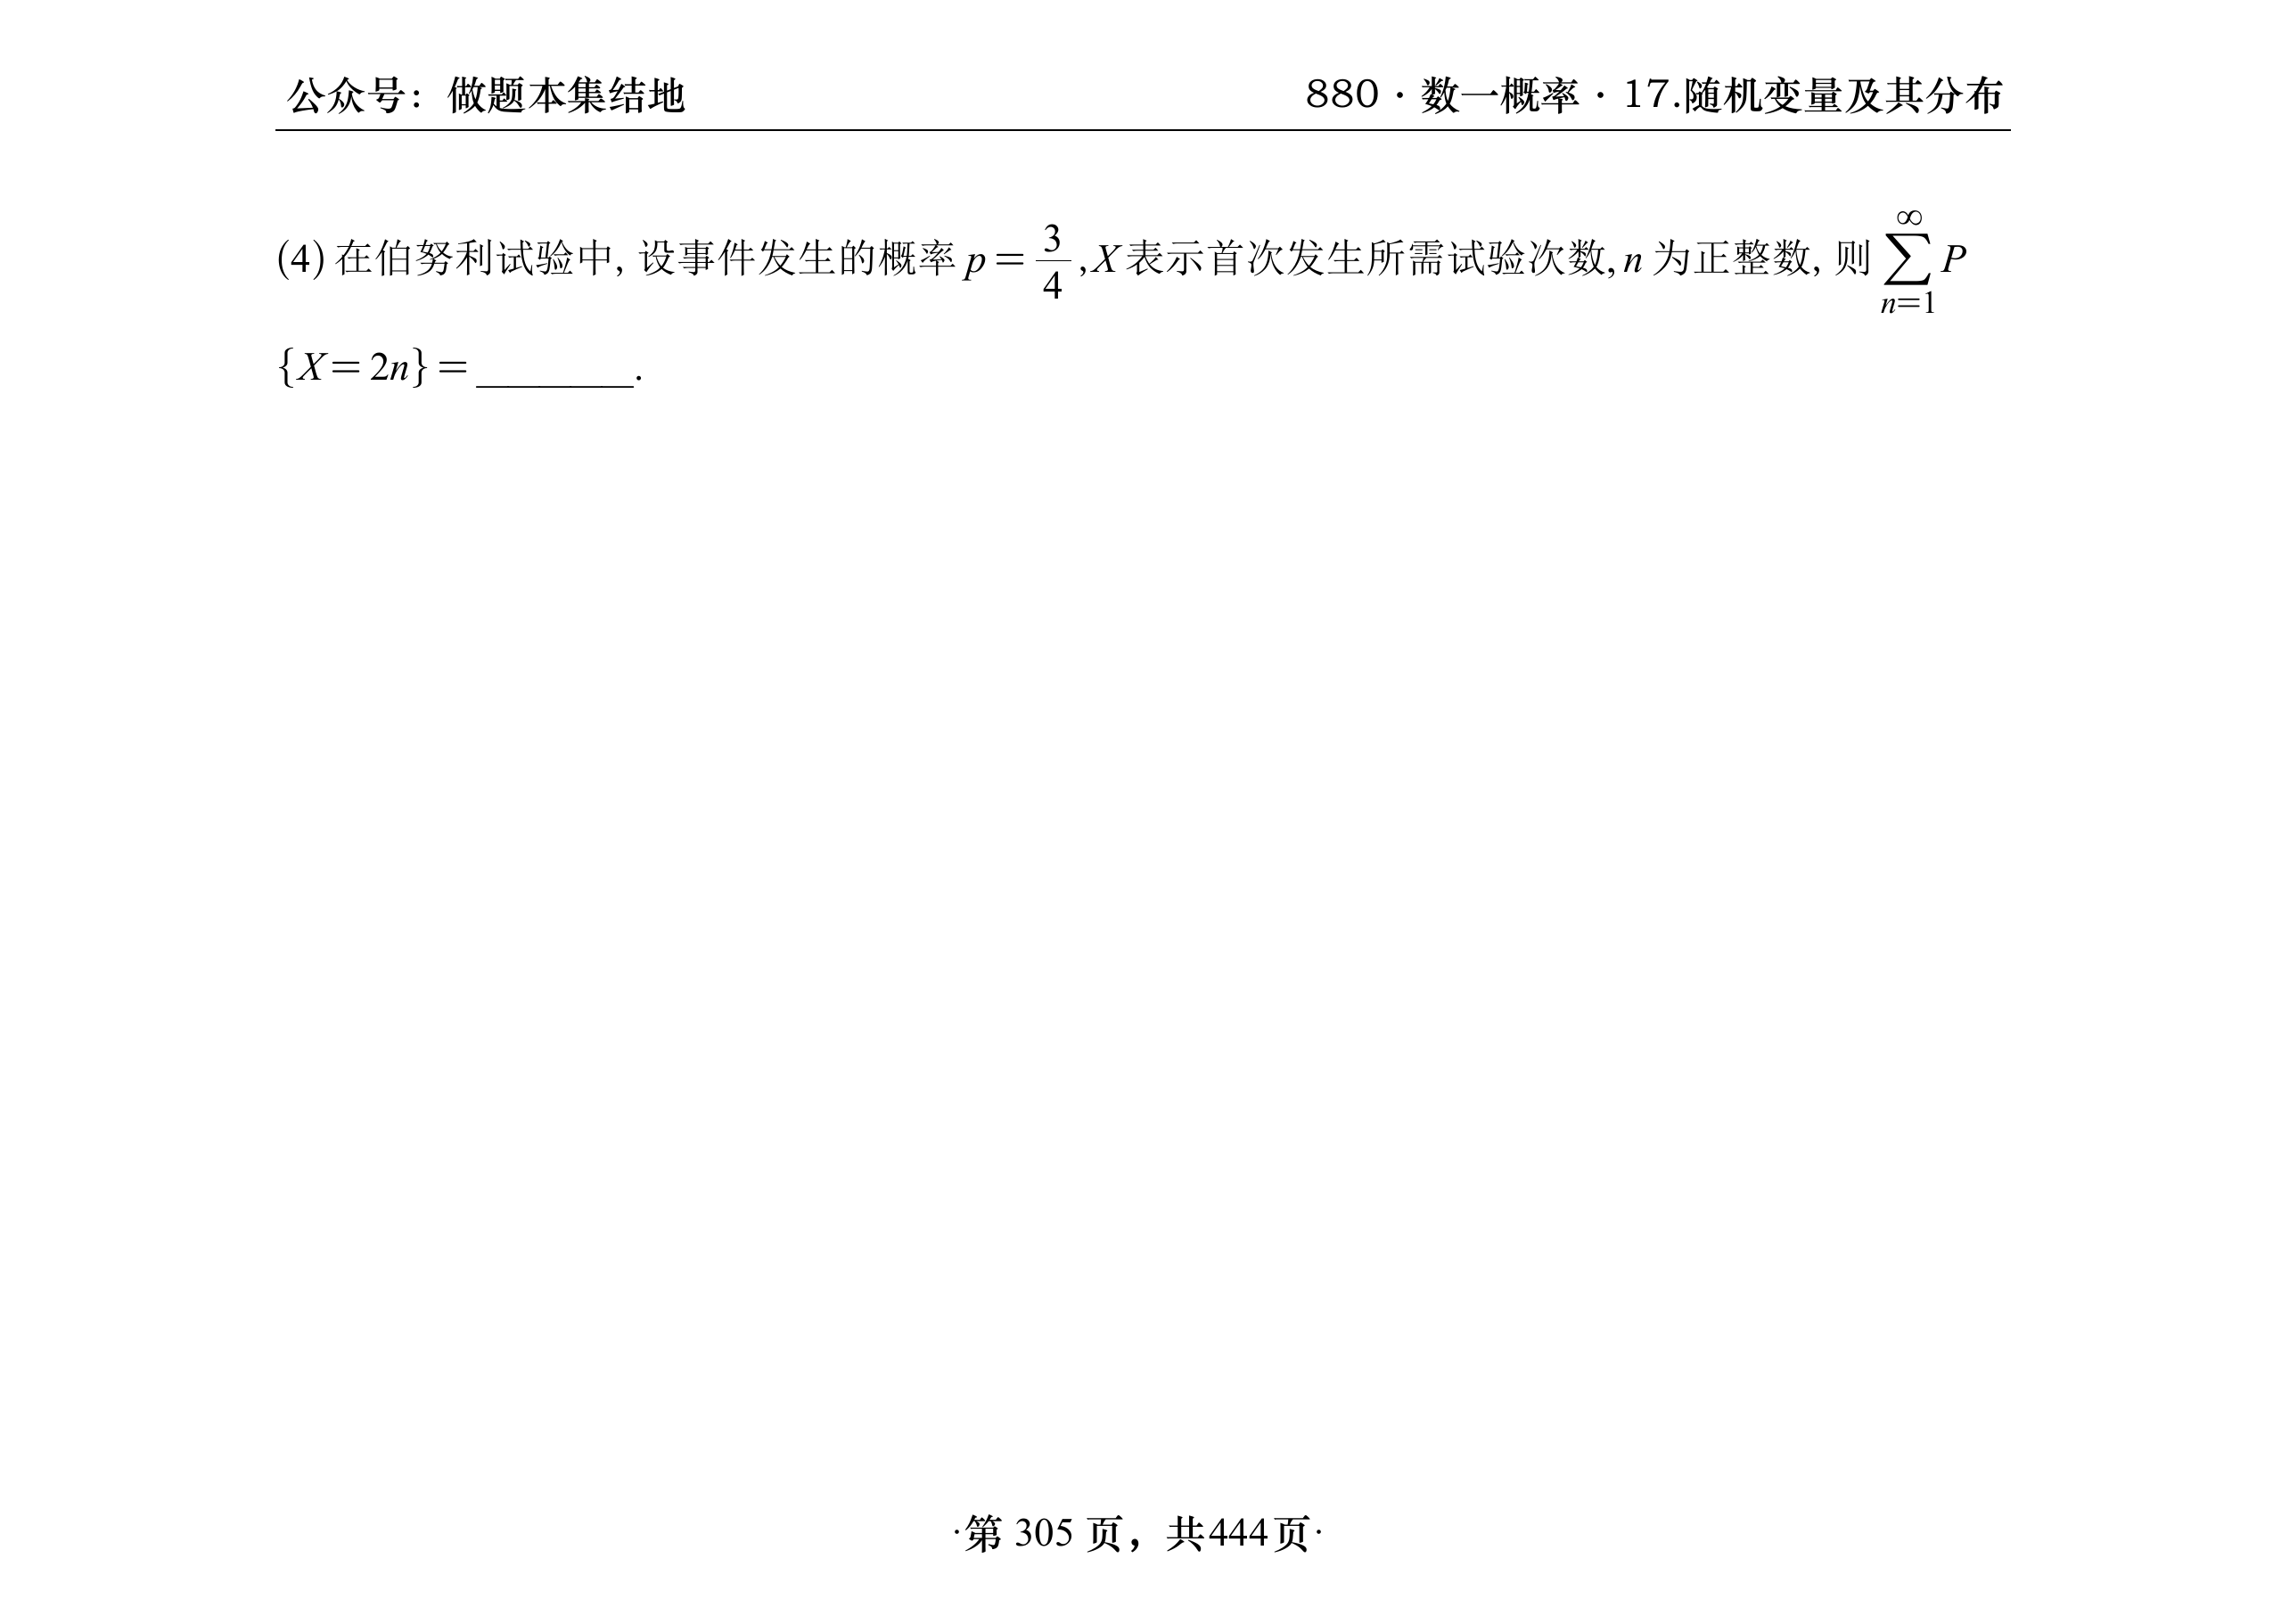 公众号：做题本集结地
880·数一概率·17.随机变量及其分布
(4) 在伯努利试验中, 设事件发生的概率 p = 3/4 ,X 表示首次发生所需试验次数, n 为正整数, 则 ∑_{n=1}^{∞} P
{X = 2n} = ________.
·第 305 页，共444页·